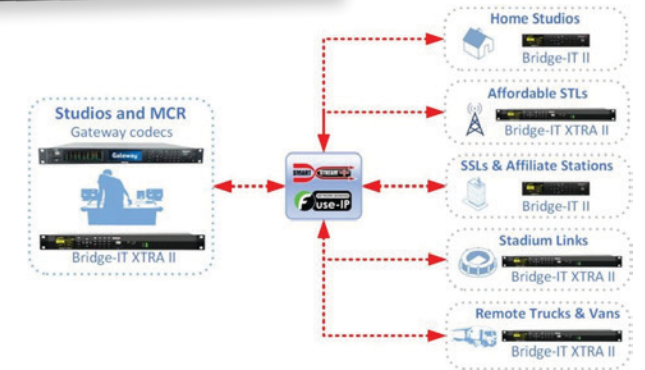 Studios and MCR
Gateway codecs
Gateway
Bridge-IT XTRA II
SMART STREAM
fuse-IP
Home Studios
Bridge-IT II
Affordable STLs
Bridge-IT XTRA II
SSLs & Affiliate Stations
Bridge-IT II
Stadium Links
Bridge-IT XTRA II
Remote Trucks & Vans
Bridge-IT XTRA II